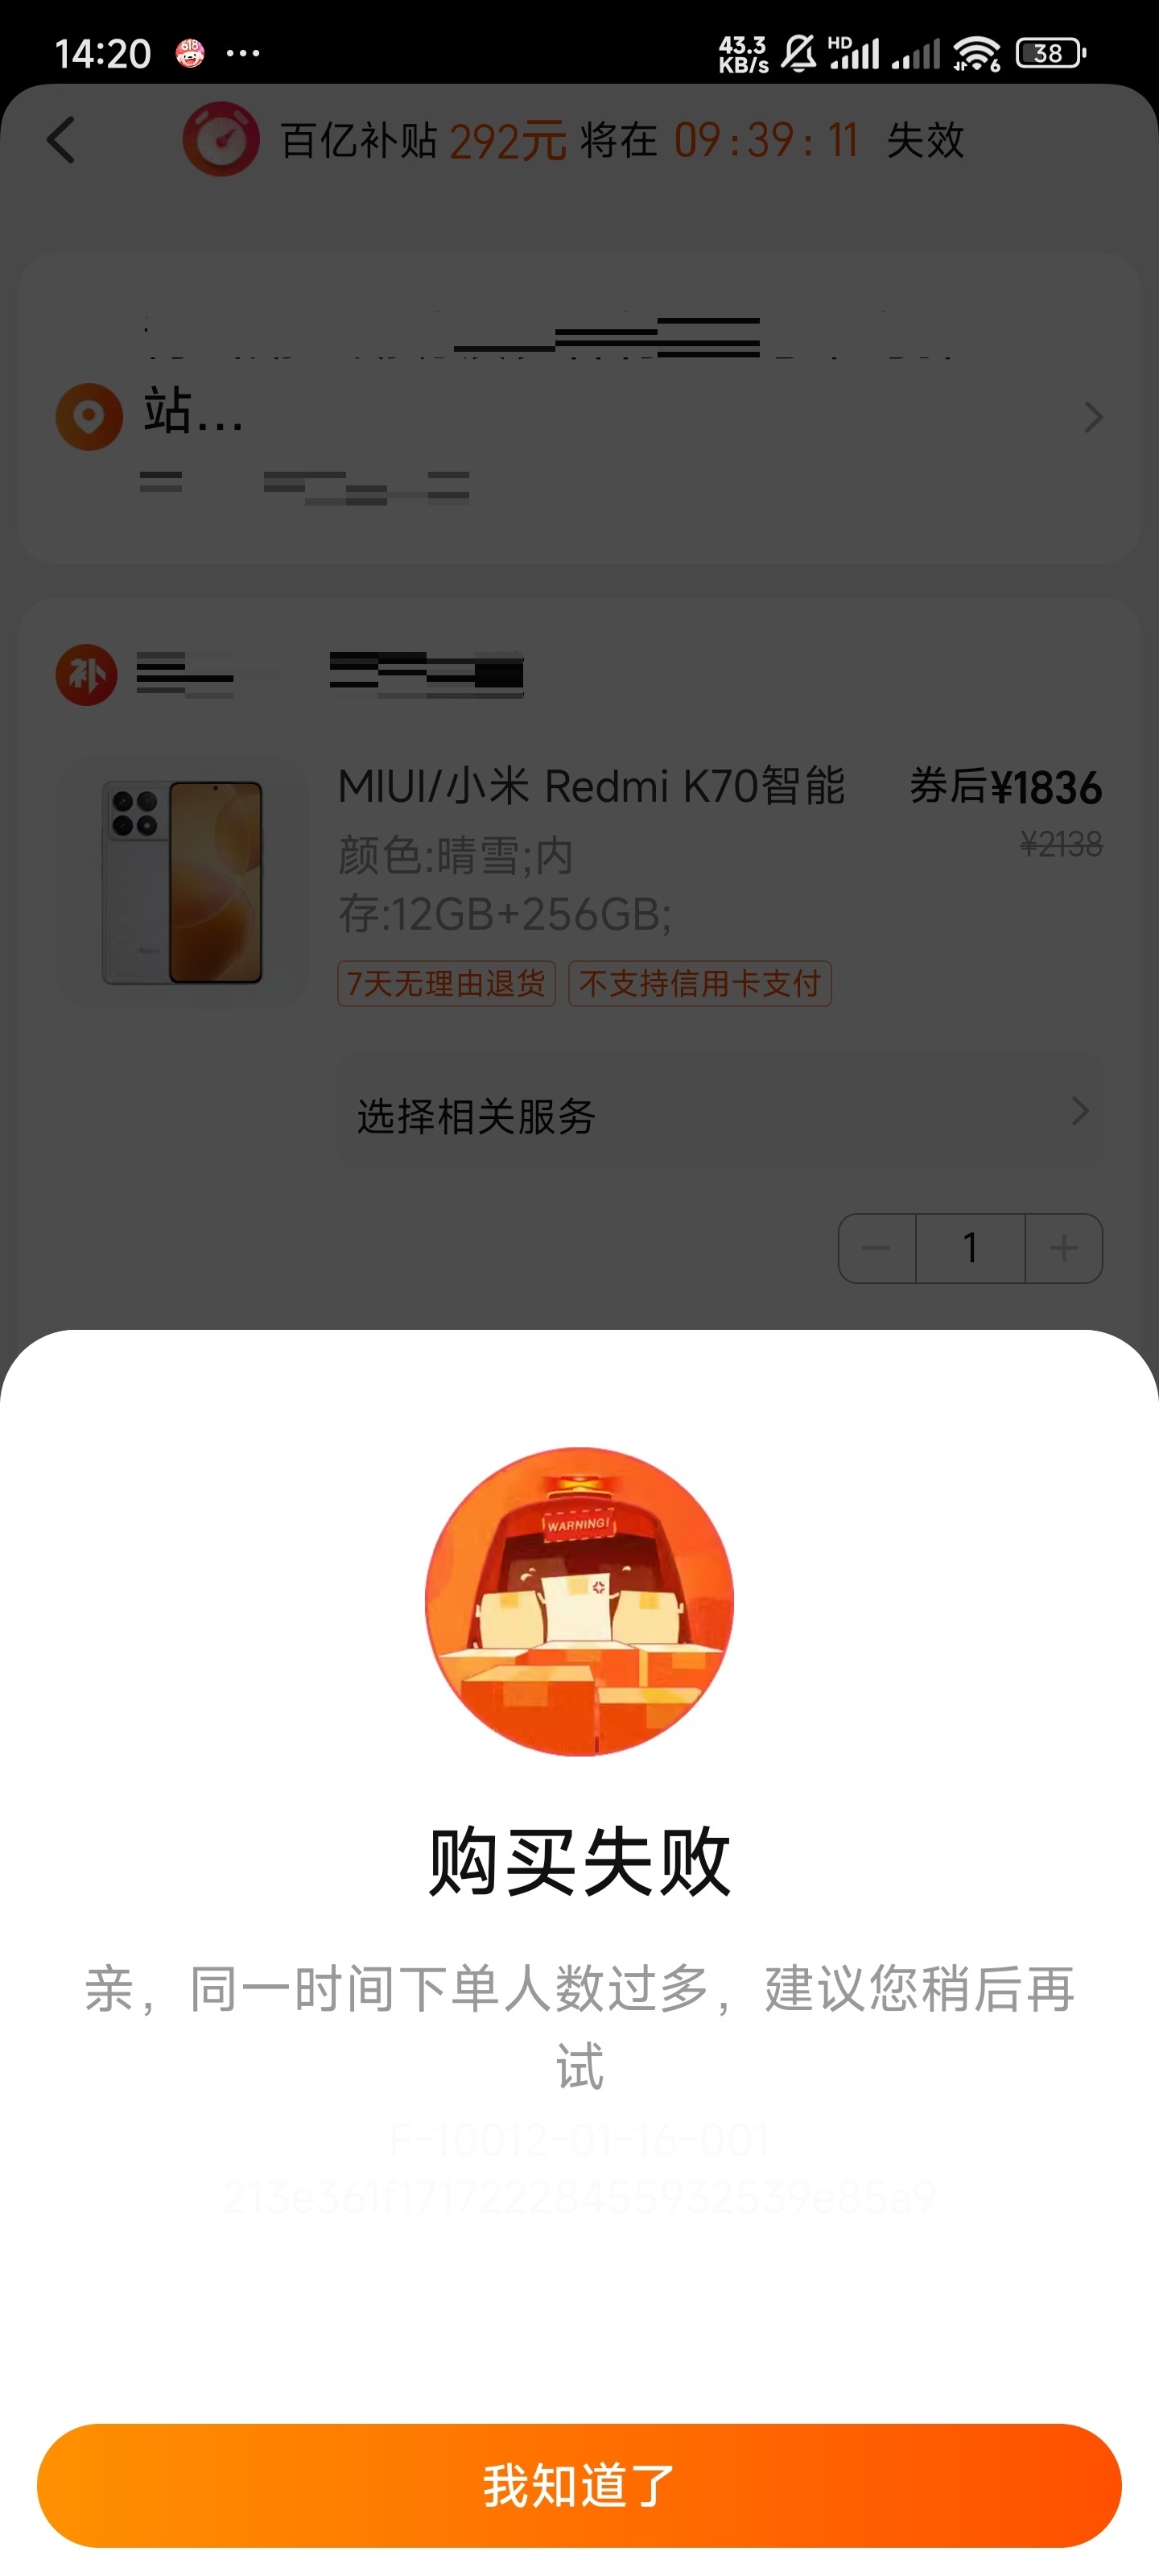 14:20
618
...
43.3
KB/s
HD
6
38
百亿补贴 292元 将在 09:39:11 失效
站...
补
MIUI/小米 Redmi K70智能
券后¥1836
¥2138
颜色:晴雪;内
存:12GB+256GB;
7天无理由退货
不支持信用卡支付
选择相关服务
1
WARNING!
购买失败
亲，同一时间下单人数过多，建议您稍后再
试
F-10012-01-16-001
213e361f17172228455932539e85a9
我知道了